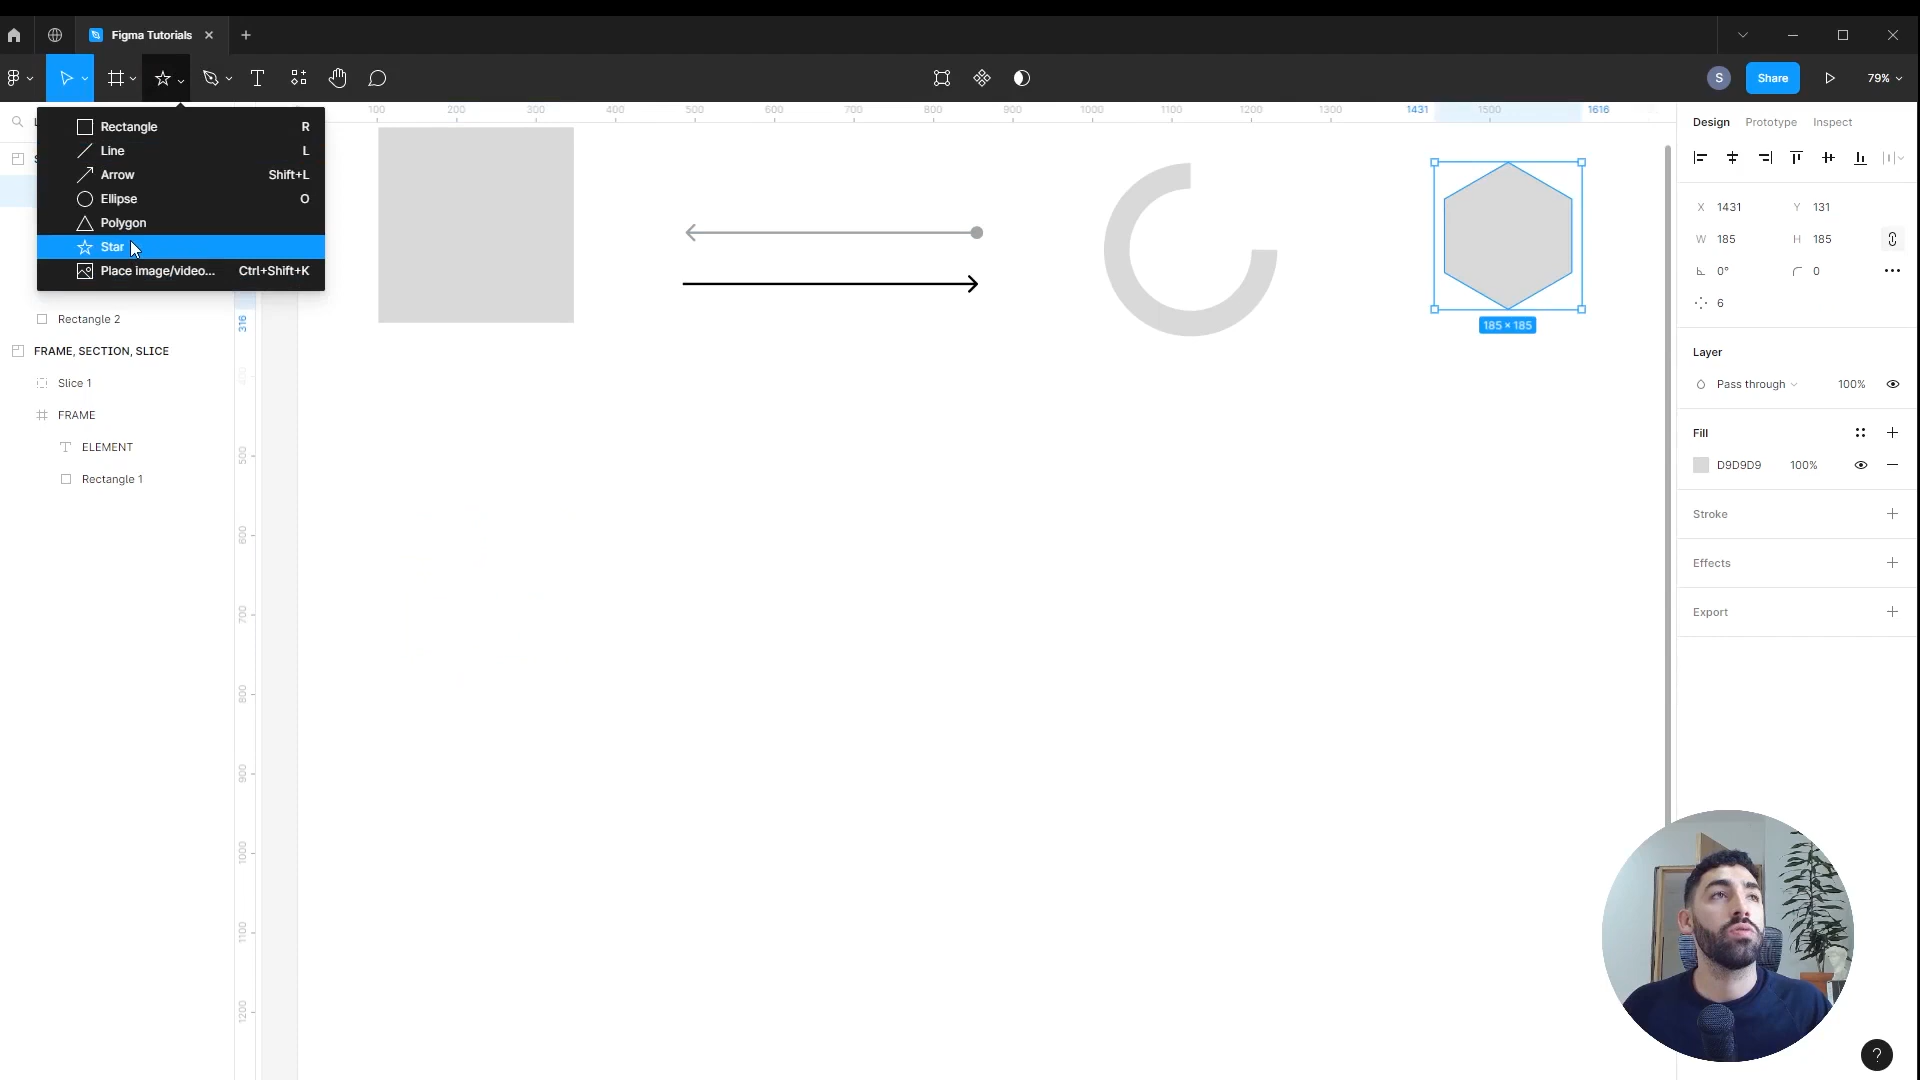 Figma Tutorials
S
Share
79%
Rectangle R
Line L
Arrow Shift+L
Ellipse O
Polygon
Star
Place image/video... Ctrl+Shift+K
Rectangle 2
FRAME, SECTION, SLICE
Slice 1
FRAME
ELEMENT
Rectangle 1
100 200 300 400 500 600 700 800 900 1000 1100 1200 1300 1431 1500 1616
316
400
500
600
700
800
900
1000
1100
1200
185 × 185
Design Prototype Inspect
X 1431 Y 131
W 185 H 185
0° 0
6
Layer
Pass through 100%
Fill
D9D9D9 100%
Stroke
Effects
Export
?